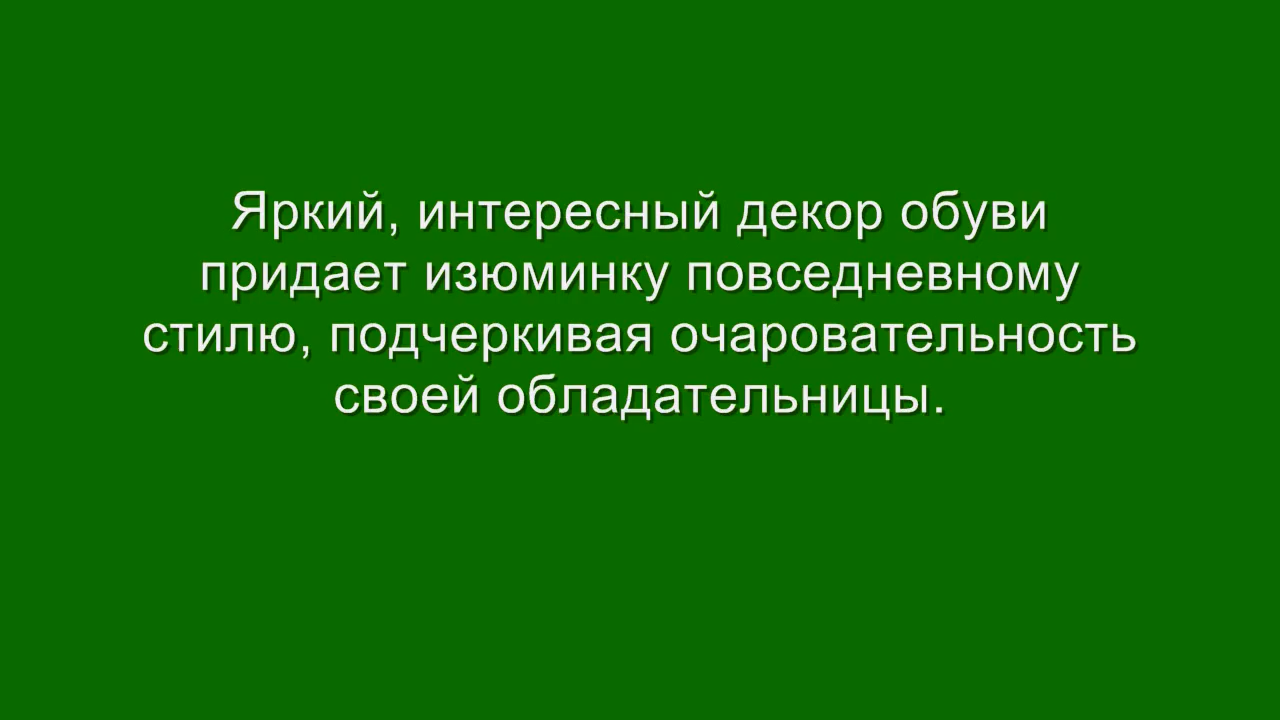 Яркий, интересный декор обуви
придает изюминку повседневному
стилю, подчеркивая очаровательность
своей обладательницы.